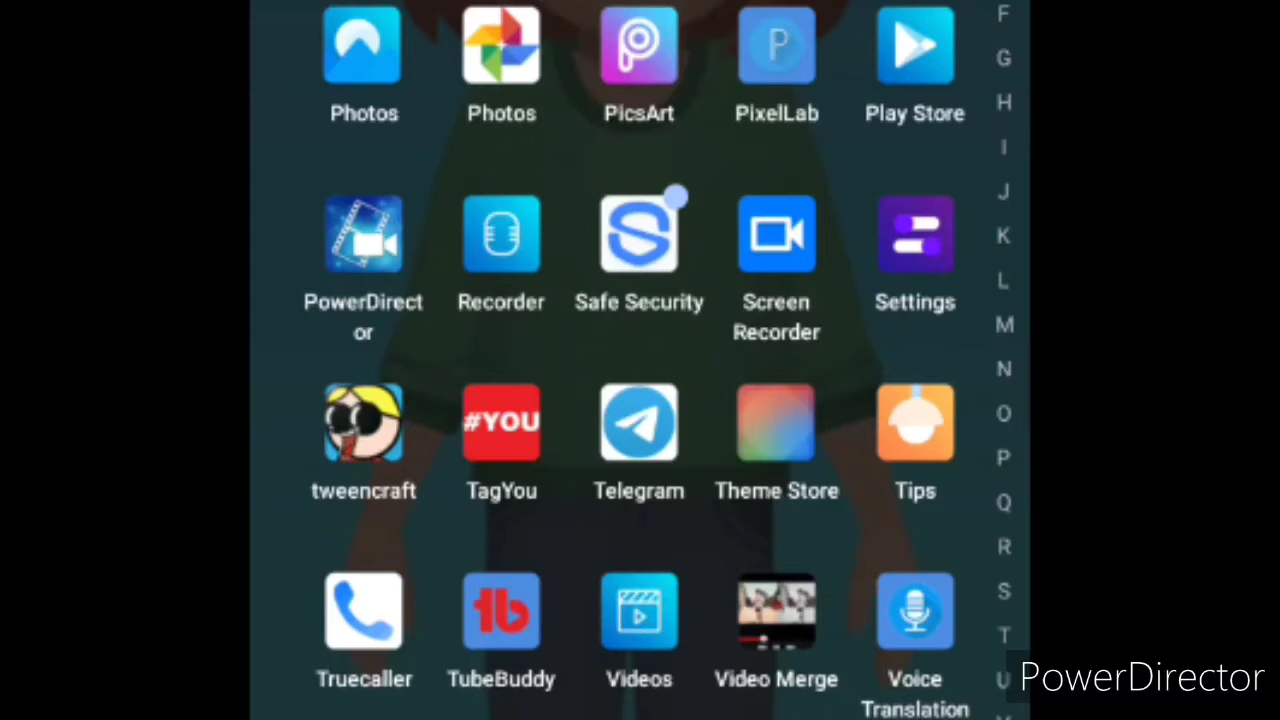 F
Photos
Photos
PicsArt
P
PixelLab
Play Store
G
H
I
J
K
PowerDirect
or
Recorder
Safe Security
Screen
Recorder
Settings
L
M
N
#YOU
O
P
tweencraft
TagYou
Telegram
Theme Store
Tips
Q
R
S
tb
T
Truecaller
TubeBuddy
Videos
Video Merge
Voice
Translation
U
PowerDirector